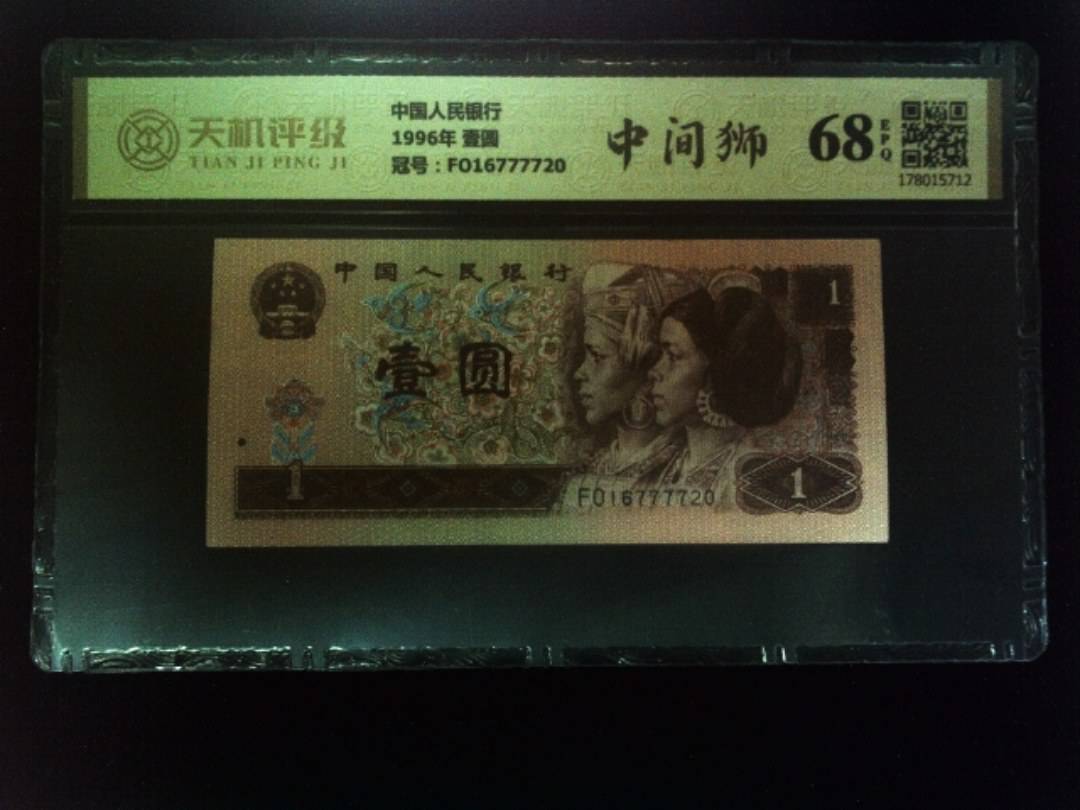 天机评级
TIAN JI PING JI
中国人民银行
1996年 壹圆
冠号：FO16777720
中间狮
68
EPQ
178015712
中国人民银行
1
壹圆
1
FO16777720
1